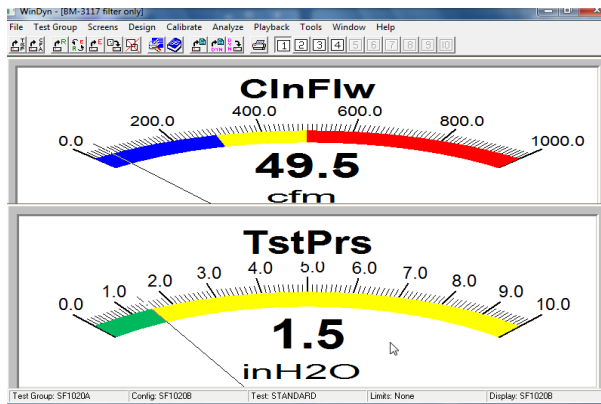 WinDyn - [BM-3117 filter only]
File Test Group Screens Design Calibrate Analyze Playback Tools Window Help
1 2 3 4 5 6 7 8 9 10
ClnFlw
0.0 200.0 400.0 600.0 800.0 1000.0
49.5
cfm
TstPrs
0.0 1.0 2.0 3.0 4.0 5.0 6.0 7.0 8.0 9.0 10.0
1.5
inH2O
Test Group: SF1020A Config: SF1020B Test: STANDARD Limits: None Display: SF1020B